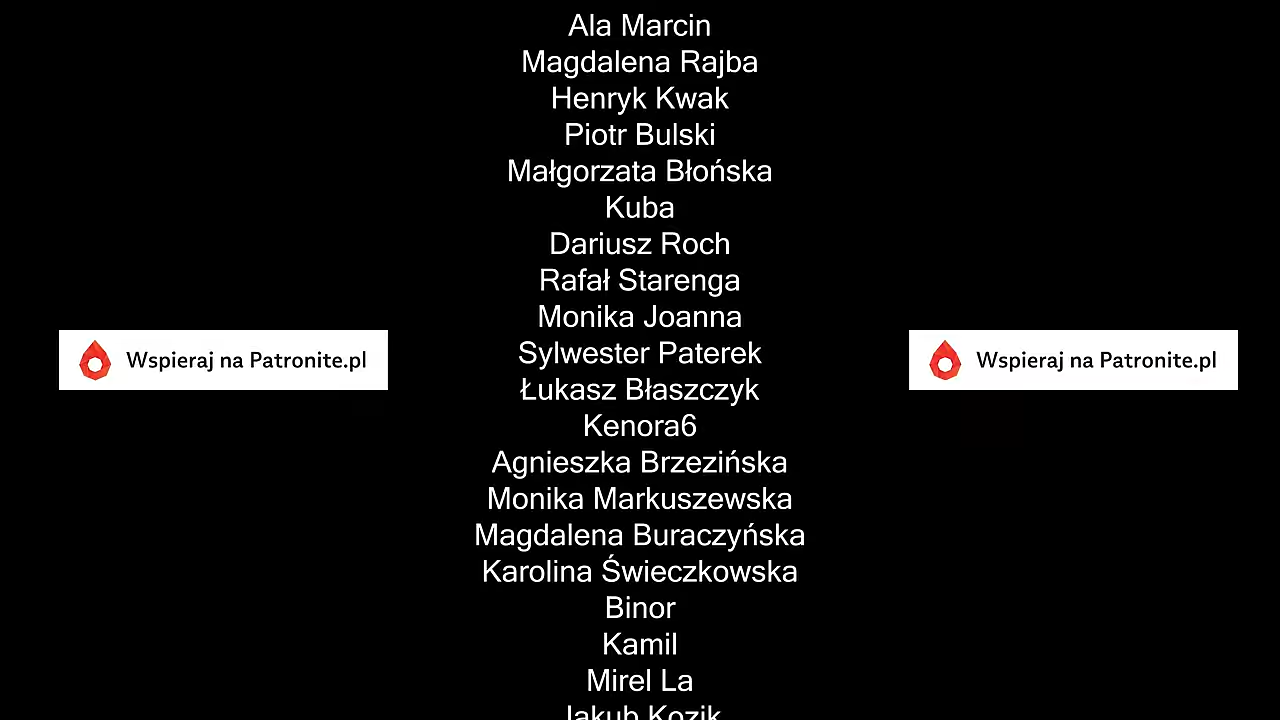 Ala Marcin
Magdalena Rajba
Henryk Kwak
Piotr Bulski
Małgorzata Błońska
Kuba
Dariusz Roch
Rafał Starenga
Monika Joanna
Sylwester Paterek
Wspieraj na Patronite.pl
Wspieraj na Patronite.pl
Łukasz Błaszczyk
Kenora6
Agnieszka Brzezińska
Monika Markuszewska
Magdalena Buraczyńska
Karolina Świeczkowska
Binor
Kamil
Mirel La
Jakub Kozik